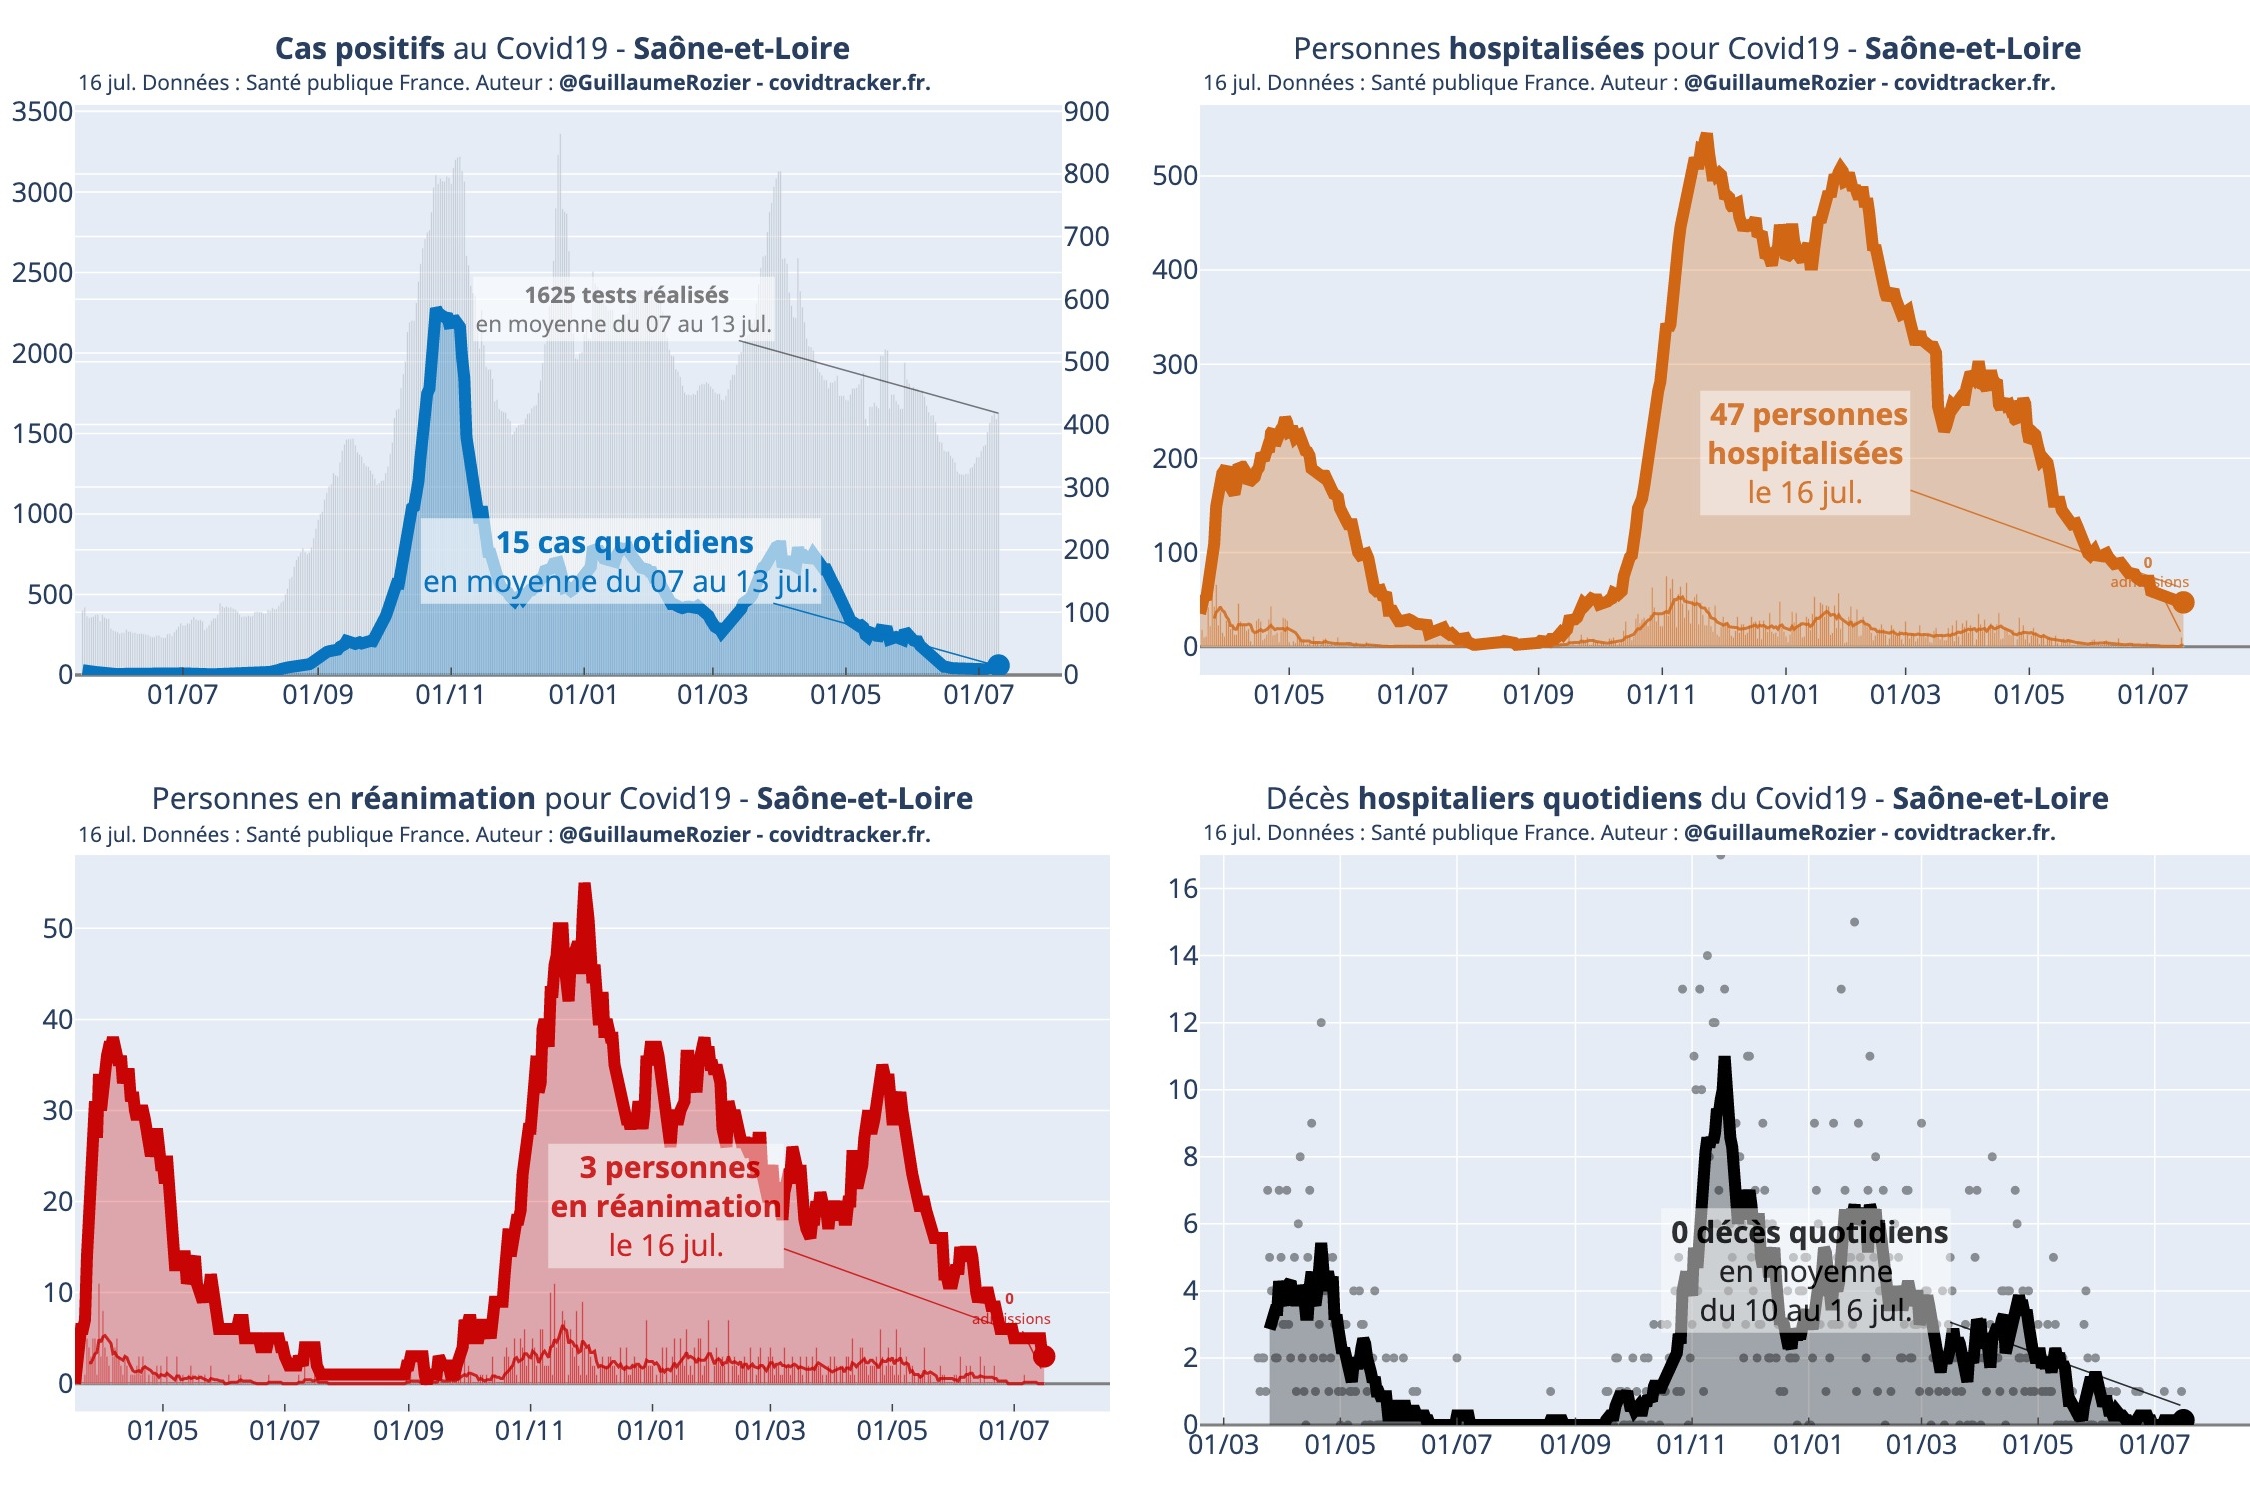 Cas positifs au Covid19 - Saône-et-Loire
16 jul. Données : Santé publique France. Auteur : @GuillaumeRozier - covidtracker.fr.
3500
3000
2500
2000
1500
1000
500
0
900
800
700
600
500
400
300
200
100
0
1625 tests réalisés
en moyenne du 07 au 13 jul.
15 cas quotidiens
en moyenne du 07 au 13 jul.
01/07 01/09 01/11 01/01 01/03 01/05 01/07
Personnes hospitalisées pour Covid19 - Saône-et-Loire
16 jul. Données : Santé publique France. Auteur : @GuillaumeRozier - covidtracker.fr.
500
400
300
200
100
0
47 personnes
hospitalisées
le 16 jul.
0
admissions
01/05 01/07 01/09 01/11 01/01 01/03 01/05 01/07
Personnes en réanimation pour Covid19 - Saône-et-Loire
16 jul. Données : Santé publique France. Auteur : @GuillaumeRozier - covidtracker.fr.
50
40
30
20
10
0
3 personnes
en réanimation
le 16 jul.
0
admissions
01/05 01/07 01/09 01/11 01/01 01/03 01/05 01/07
Décès hospitaliers quotidiens du Covid19 - Saône-et-Loire
16 jul. Données : Santé publique France. Auteur : @GuillaumeRozier - covidtracker.fr.
16
14
12
10
8
6
4
2
0
0 décès quotidiens
en moyenne
du 10 au 16 jul.
01/03 01/05 01/07 01/09 01/11 01/01 01/03 01/05 01/07